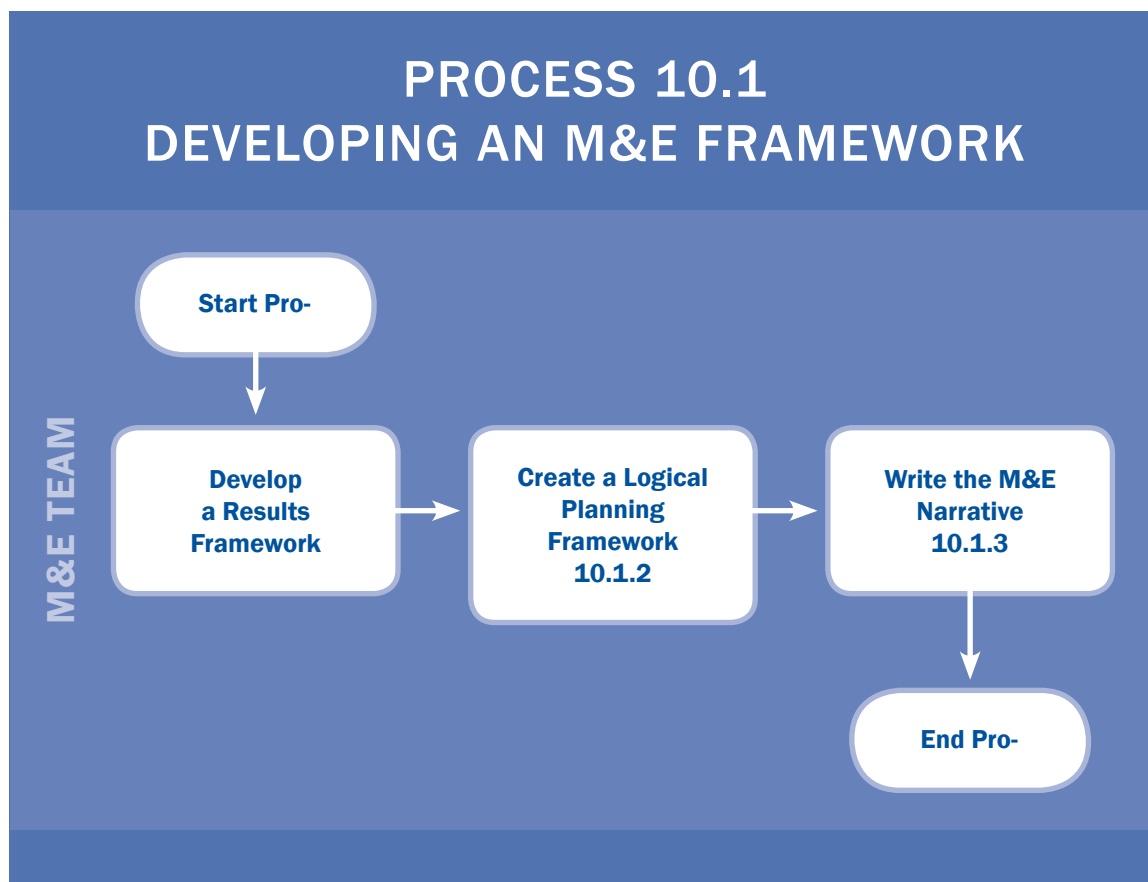 PROCESS 10.1
DEVELOPING AN M&E FRAMEWORK
M&E TEAM
Start Pro-
Develop
a Results
Framework
Create a Logical
Planning
Framework
10.1.2
Write the M&E
Narrative
10.1.3
End Pro-